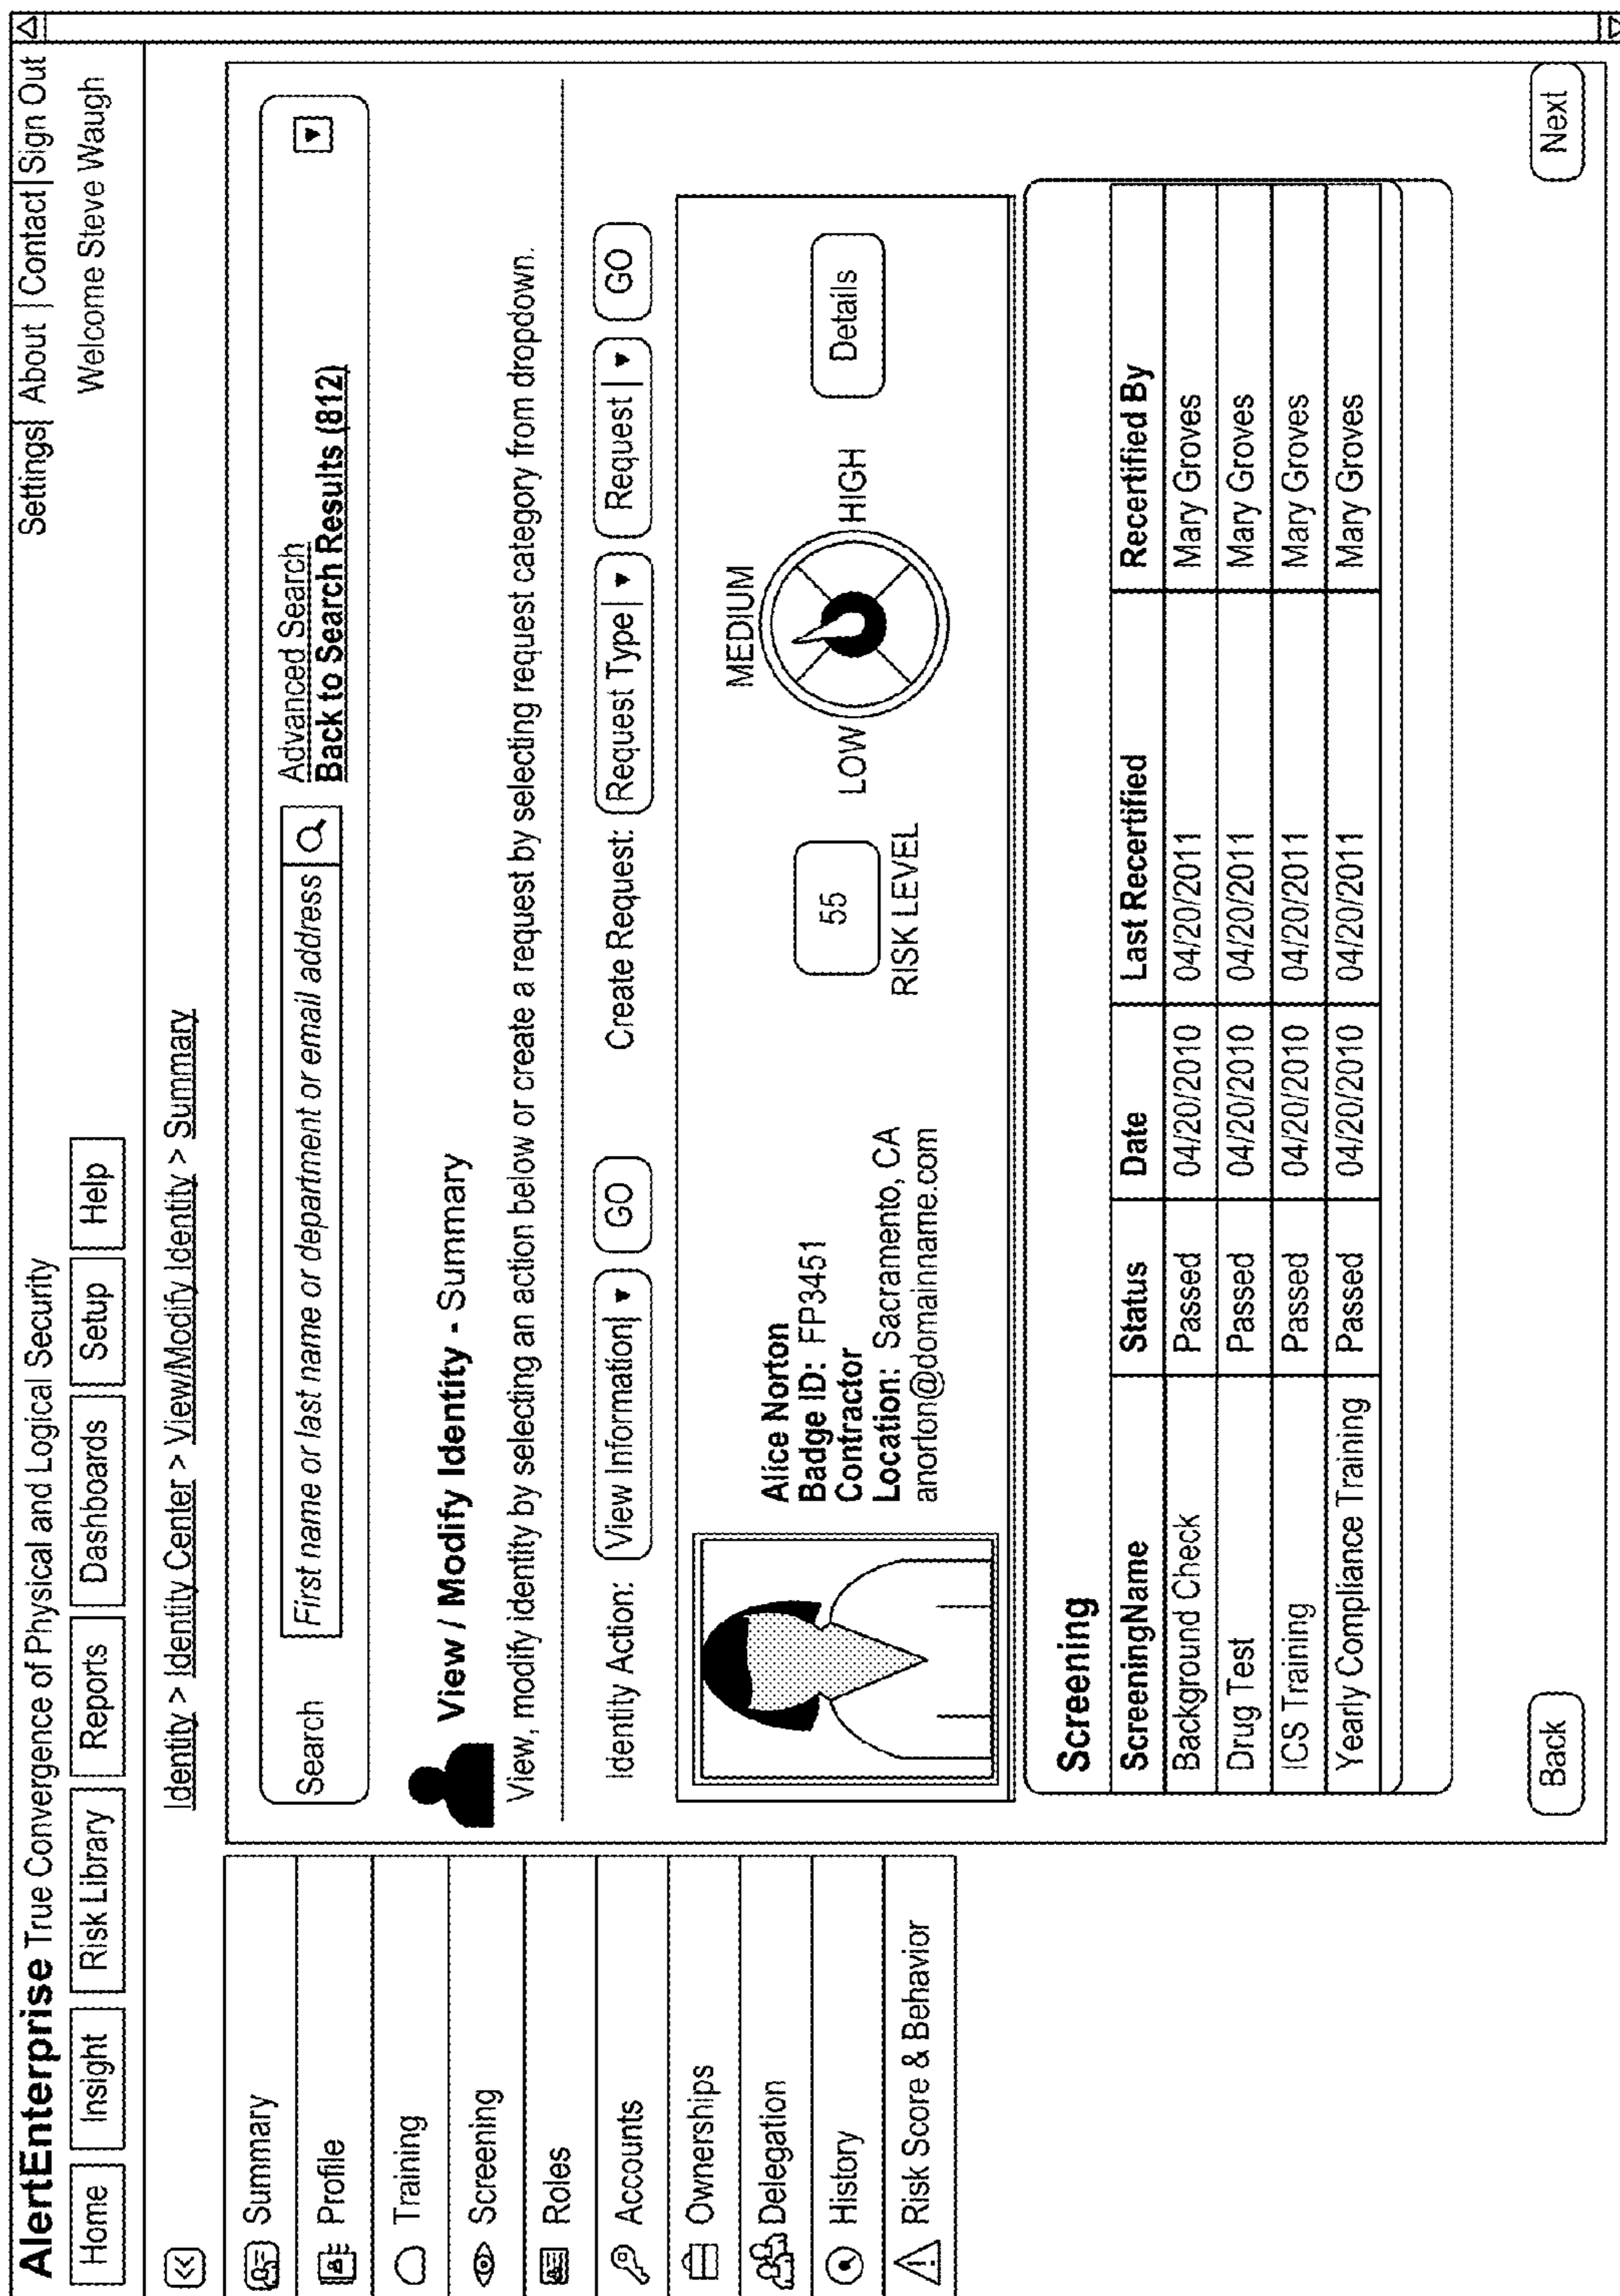 AlertEnterprise True Convergence of Physical and Logical Security
Settings| About | Contact | Sign Out
Home Insight Risk Library Reports Dashboards Setup Help
Welcome Steve Waugh
<<
Identity > Identity Center > View/Modify Identity > Summary
Summary
Profile
Training
Screening
Roles
Accounts
Ownerships
Delegation
History
Risk Score & Behavior
Search First name or last name or department or email address
Advanced Search
Back to Search Results (812)
View / Modify Identity - Summary
View, modify identity by selecting an action below or create a request by selecting request category from dropdown.
Identity Action: View Information GO Create Request: Request Type Request GO
Alice Norton
Badge ID: FP3451
Contractor
Location: Sacramento, CA
anorton@domainname.com
55
RISK LEVEL
MEDIUM
LOW HIGH
Details
Screening
ScreeningName Status Date Last Recertified Recertified By
Background Check Passed 04/20/2010 04/20/2011 Mary Groves
Drug Test Passed 04/20/2010 04/20/2011 Mary Groves
ICS Training Passed 04/20/2010 04/20/2011 Mary Groves
Yearly Compliance Training Passed 04/20/2010 04/20/2011 Mary Groves
Back Next